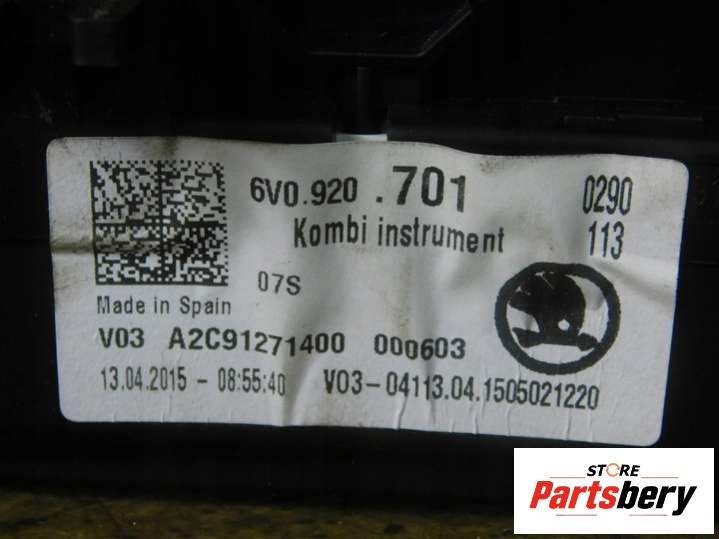 6V0.920 .701 0290
Kombi instrument 113
07S
Made in Spain
V03 A2C91271400 000603
13.04.2015 - 08:55:40 V03-04113.04.1505021220
STORE
Partsbery